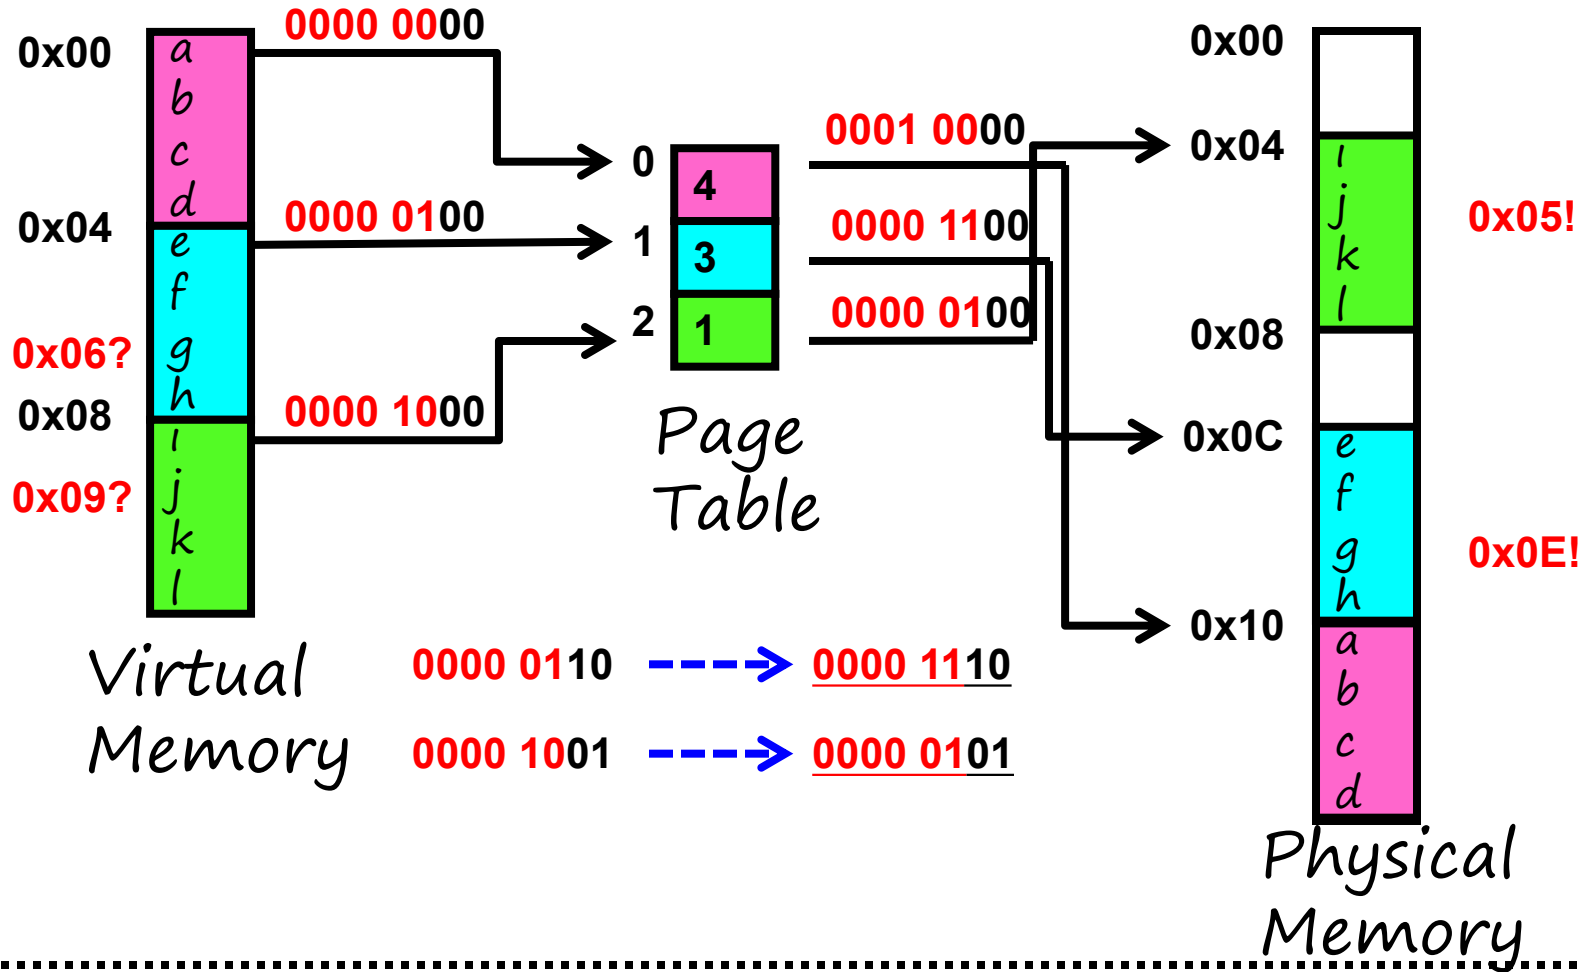 0x00
a
b
c
d
0x04
e
f
0x06?
g
h
0x08
i
0x09?
j
k
l
Virtual
Memory
0000 0000
0000 0100
0000 1000
0
4
1
3
2
1
Page
Table
0001 0000
0000 1100
0000 0100
0000 0110
0000 1110
0000 1001
0000 0101
0x00
0x04
i
j
0x05!
k
l
0x08
0x0C
e
f
g
0x0E!
h
0x10
a
b
c
d
Physical
Memory